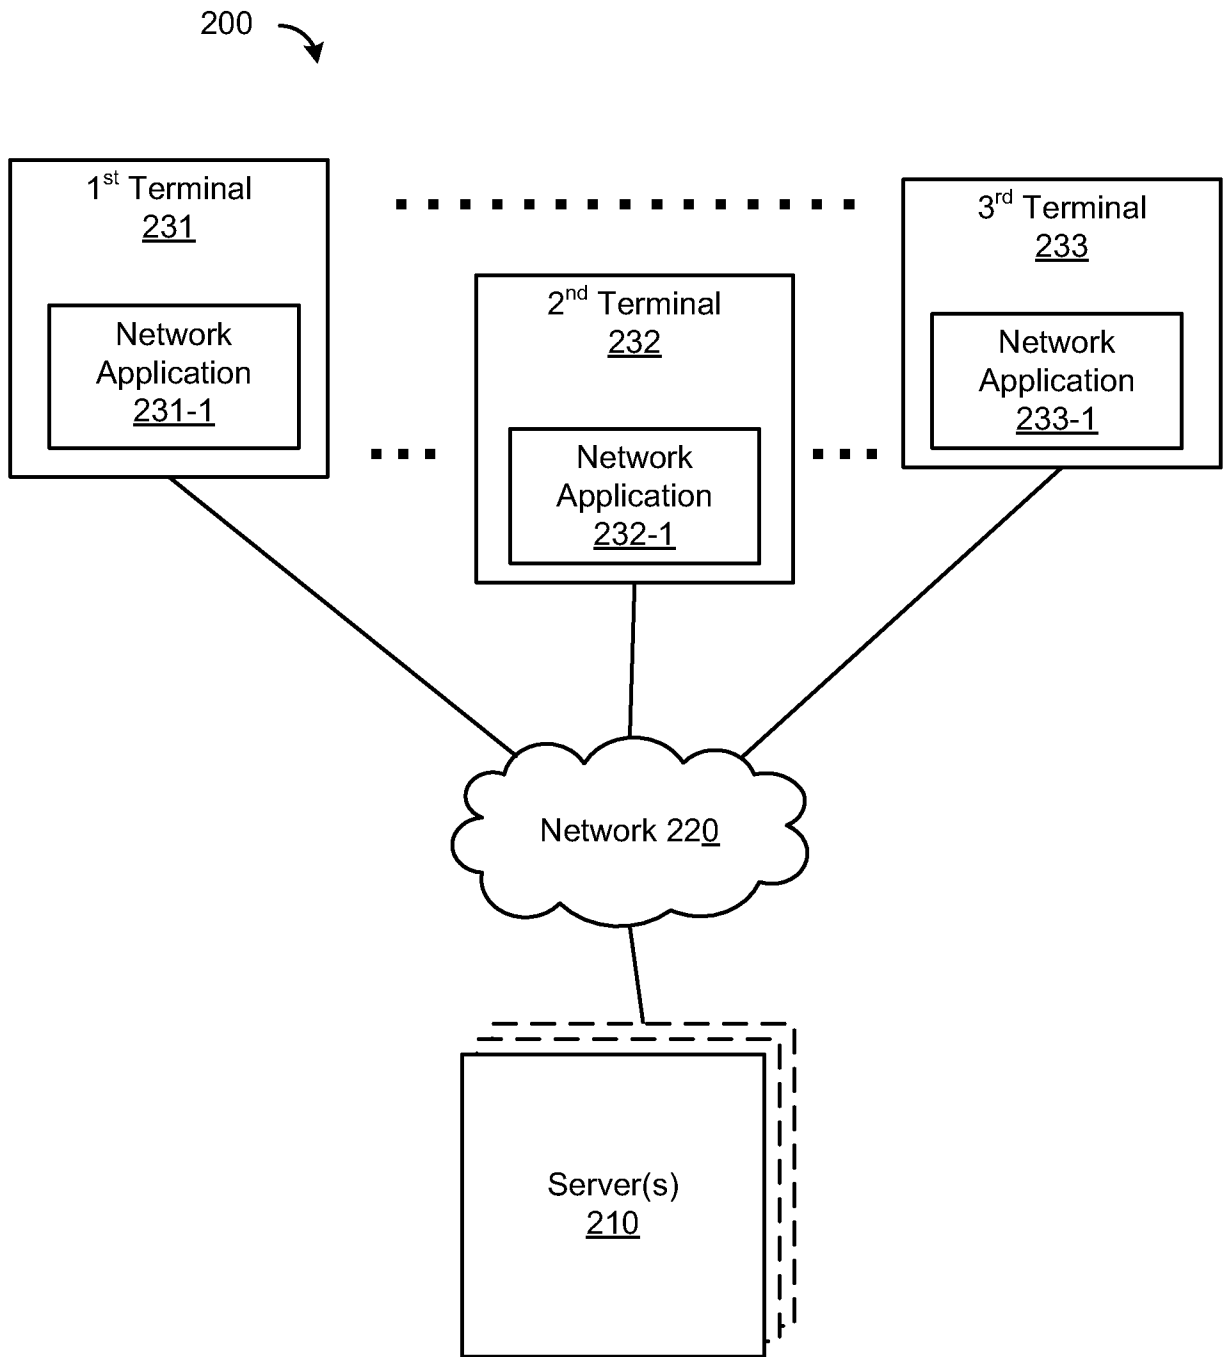 200
1st Terminal
231
Network
Application
231-1
2nd Terminal
232
Network
Application
232-1
3rd Terminal
233
Network
Application
233-1
Network 220
Server(s)
210